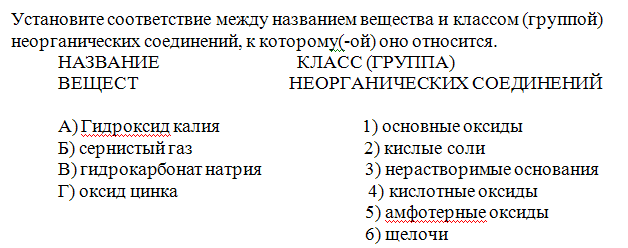 Установите соответствие между названием вещества и классом (группой)
неорганических соединений, к которому(-ой) оно относится.
НАЗВАНИЕ КЛАСС (ГРУППА)
ВЕЩЕСТ НЕОРГАНИЧЕСКИХ СОЕДИНЕНИЙ
А) Гидроксид калия 1) основные оксиды
Б) сернистый газ 2) кислые соли
В) гидрокарбонат натрия 3) нерастворимые основания
Г) оксид цинка 4) кислотные оксиды
5) амфотерные оксиды
6) щелочи